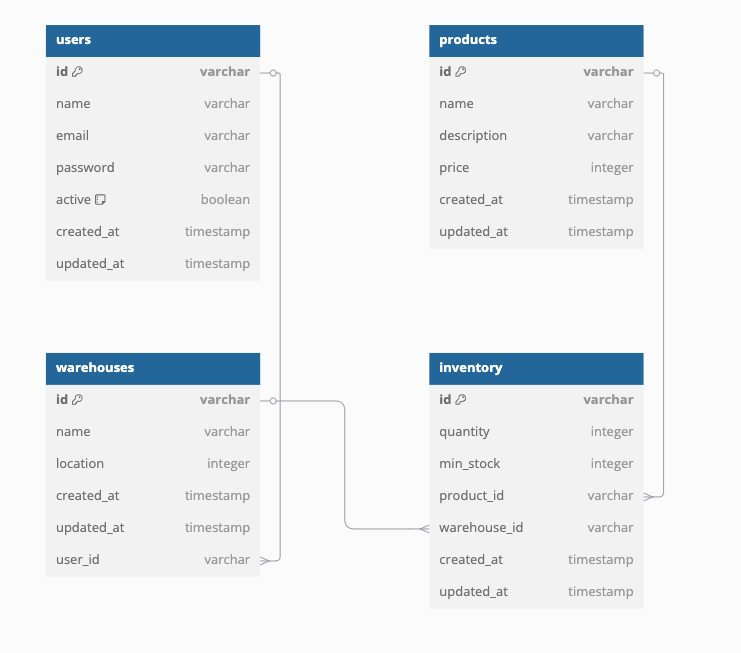 users
id varchar
name varchar
email varchar
password varchar
active boolean
created_at timestamp
updated_at timestamp
products
id varchar
name varchar
description varchar
price integer
created_at timestamp
updated_at timestamp
warehouses
id varchar
name varchar
location integer
created_at timestamp
updated_at timestamp
user_id varchar
inventory
id varchar
quantity integer
min_stock integer
product_id varchar
warehouse_id varchar
created_at timestamp
updated_at timestamp